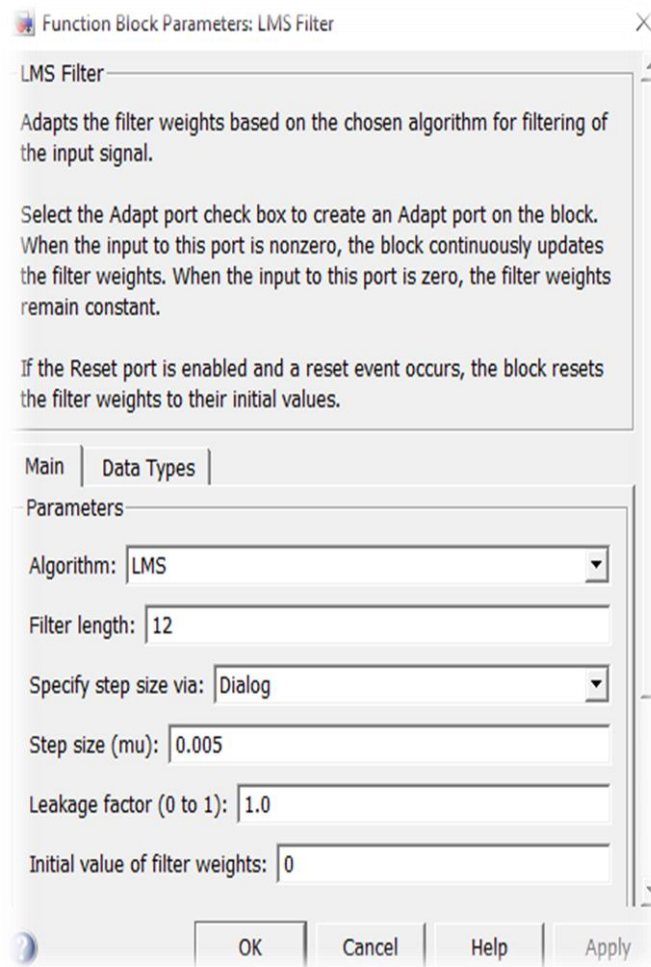 Function Block Parameters: LMS Filter
LMS Filter
Adapts the filter weights based on the chosen algorithm for filtering of
the input signal.
Select the Adapt port check box to create an Adapt port on the block.
When the input to this port is nonzero, the block continuously updates
the filter weights. When the input to this port is zero, the filter weights
remain constant.
If the Reset port is enabled and a reset event occurs, the block resets
the filter weights to their initial values.
Main Data Types
Parameters
Algorithm: LMS
Filter length: 12
Specify step size via: Dialog
Step size (mu): 0.005
Leakage factor (0 to 1): 1.0
Initial value of filter weights: 0
? OK Cancel Help Apply